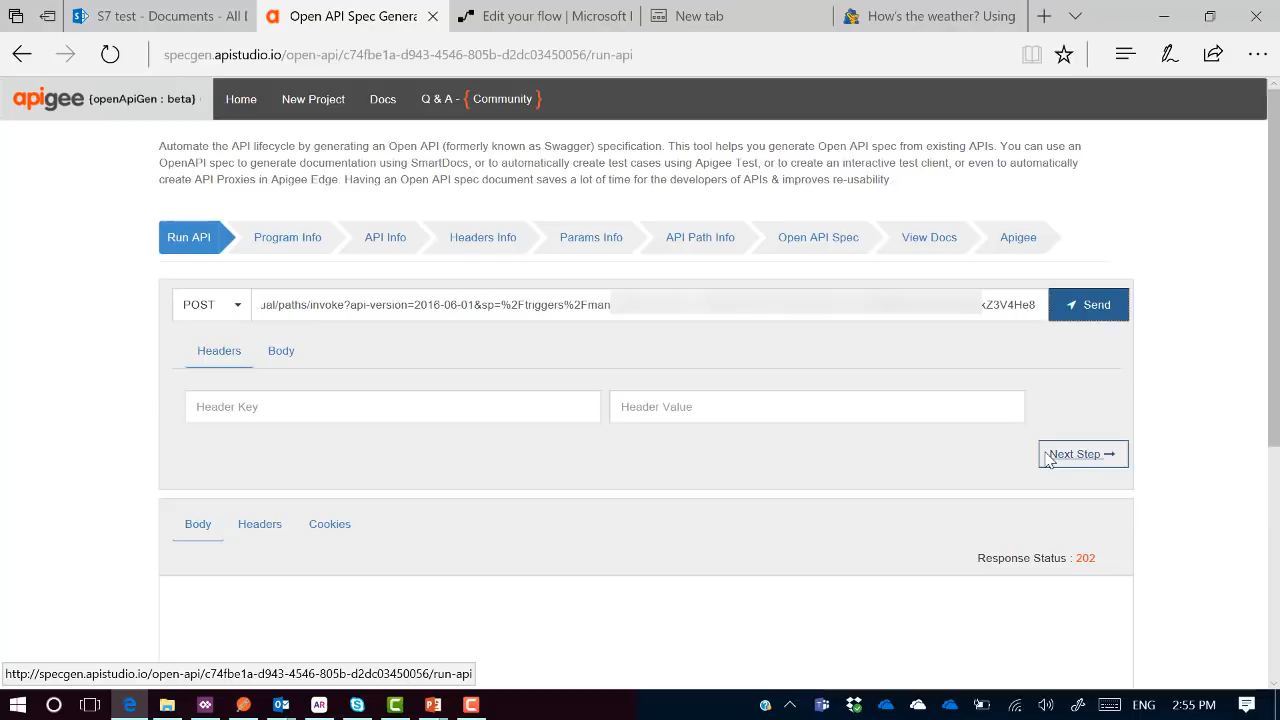 S7 test - Documents - All D
Open API Spec Genera
Edit your flow | Microsoft |
New tab
How's the weather? Using
specgen.apistudio.io/open-api/c74fbe1a-d943-4546-805b-d2dc03450056/run-api
apigee {openApiGen : beta}
Home
New Project
Docs
Q & A - { Community }
Automate the API lifecycle by generating an Open API (formerly known as Swagger) specification. This tool helps you generate Open API spec from existing APIs. You can use an
OpenAPI spec to generate documentation using SmartDocs, or to automatically create test cases using Apigee Test, or to create an interactive test client, or even to automatically
create API Proxies in Apigee Edge. Having an Open API spec document saves a lot of time for the developers of APIs & improves re-usability
Run API
Program Info
API Info
Headers Info
Params Info
API Path Info
Open API Spec
View Docs
Apigee
POST
ual/paths/invoke?api-version=2016-06-01&sp=%2Ftriggers%2Fman
kZ3V4He8
Send
Headers
Body
Header Key
Header Value
Next Step
Body
Headers
Cookies
Response Status : 202
http://specgen.apistudio.io/open-api/c74fbe1a-d943-4546-805b-d2dc03450056/run-api
AR
ENG
2:55 PM